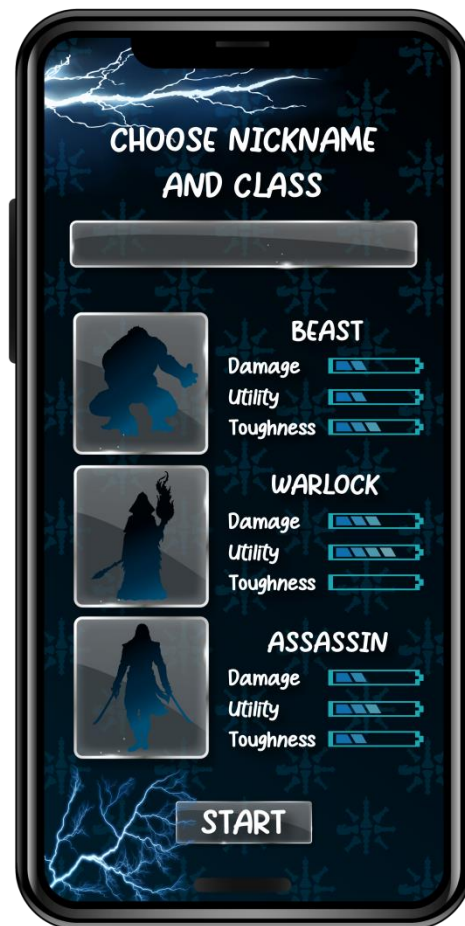 CHOOSE NICKNAME
AND CLASS
BEAST
Damage
Utility
Toughness
WARLOCK
Damage
Utility
Toughness
ASSASSIN
Damage
Utility
Toughness
START